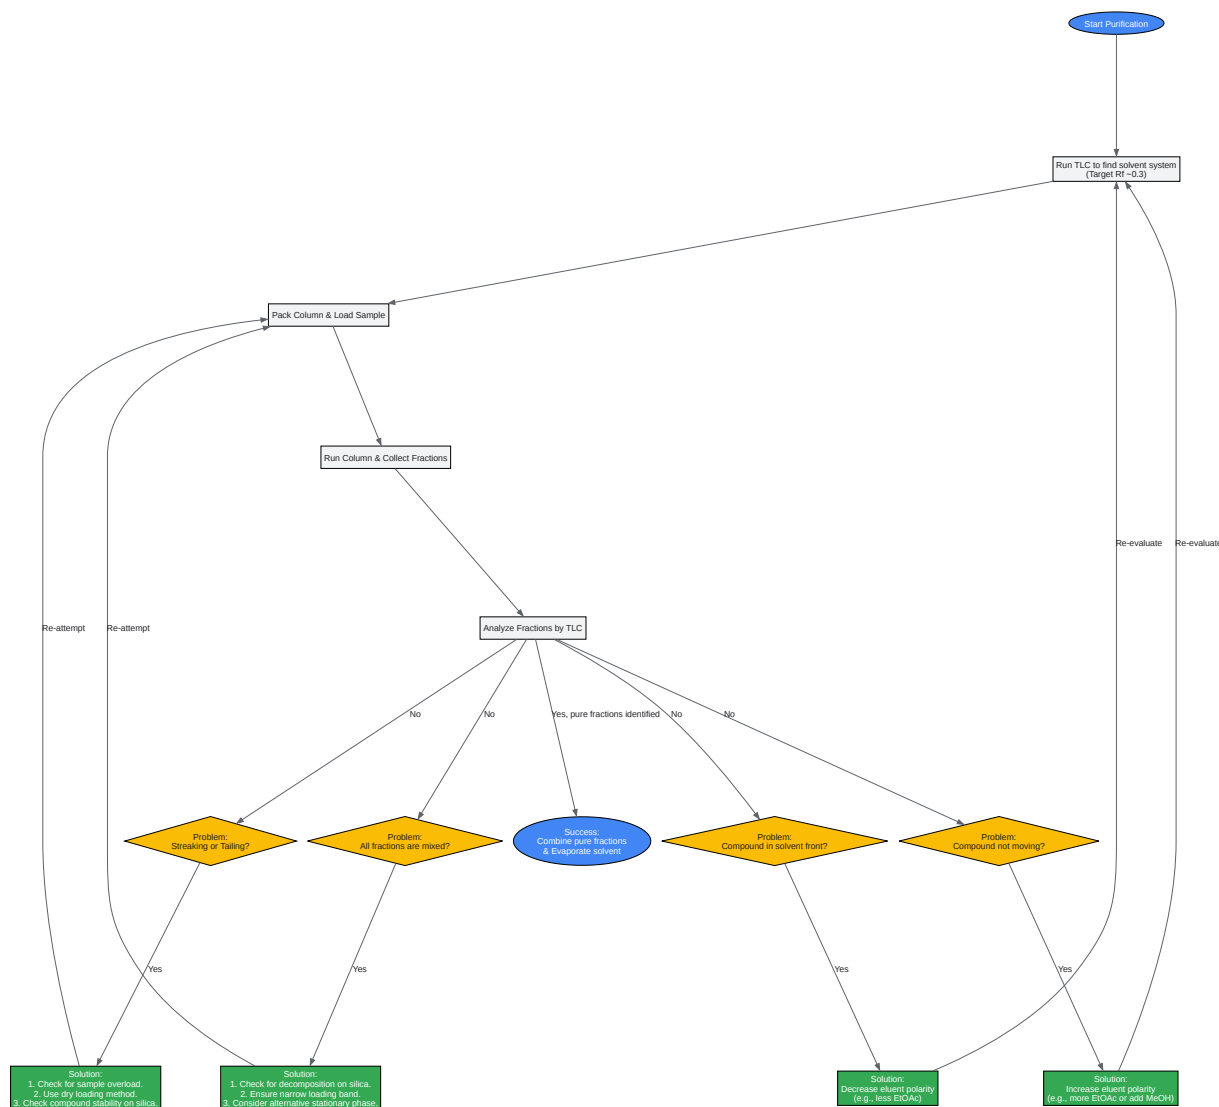 Start Purification
Run TLC to find solvent system
(Target Rf ~0.3)
Pack Column & Load Sample
Run Column & Collect Fractions
Re-evaluate
Re-evaluate
Analyze Fractions by TLC
Re-attempt
Re-attempt
No
No
Yes, pure fractions identified
No
No
Problem:
Streaking or Tailing?
Problem:
All fractions are mixed?
Success:
Combine pure fractions
& Evaporate solvent
Problem:
Compound in solvent front?
Problem:
Compound not moving?
Yes
Yes
Yes
Yes
Solution:
1. Check for sample overload.
2. Use dry loading method.
3. Check compound stability on silica.
Solution:
1. Check for decomposition on silica.
2. Ensure narrow loading band.
3. Consider alternative stationary phase.
Solution:
Decrease eluent polarity
(e.g., less EtOAc)
Solution:
Increase eluent polarity
(e.g., more EtOAc or add MeOH)